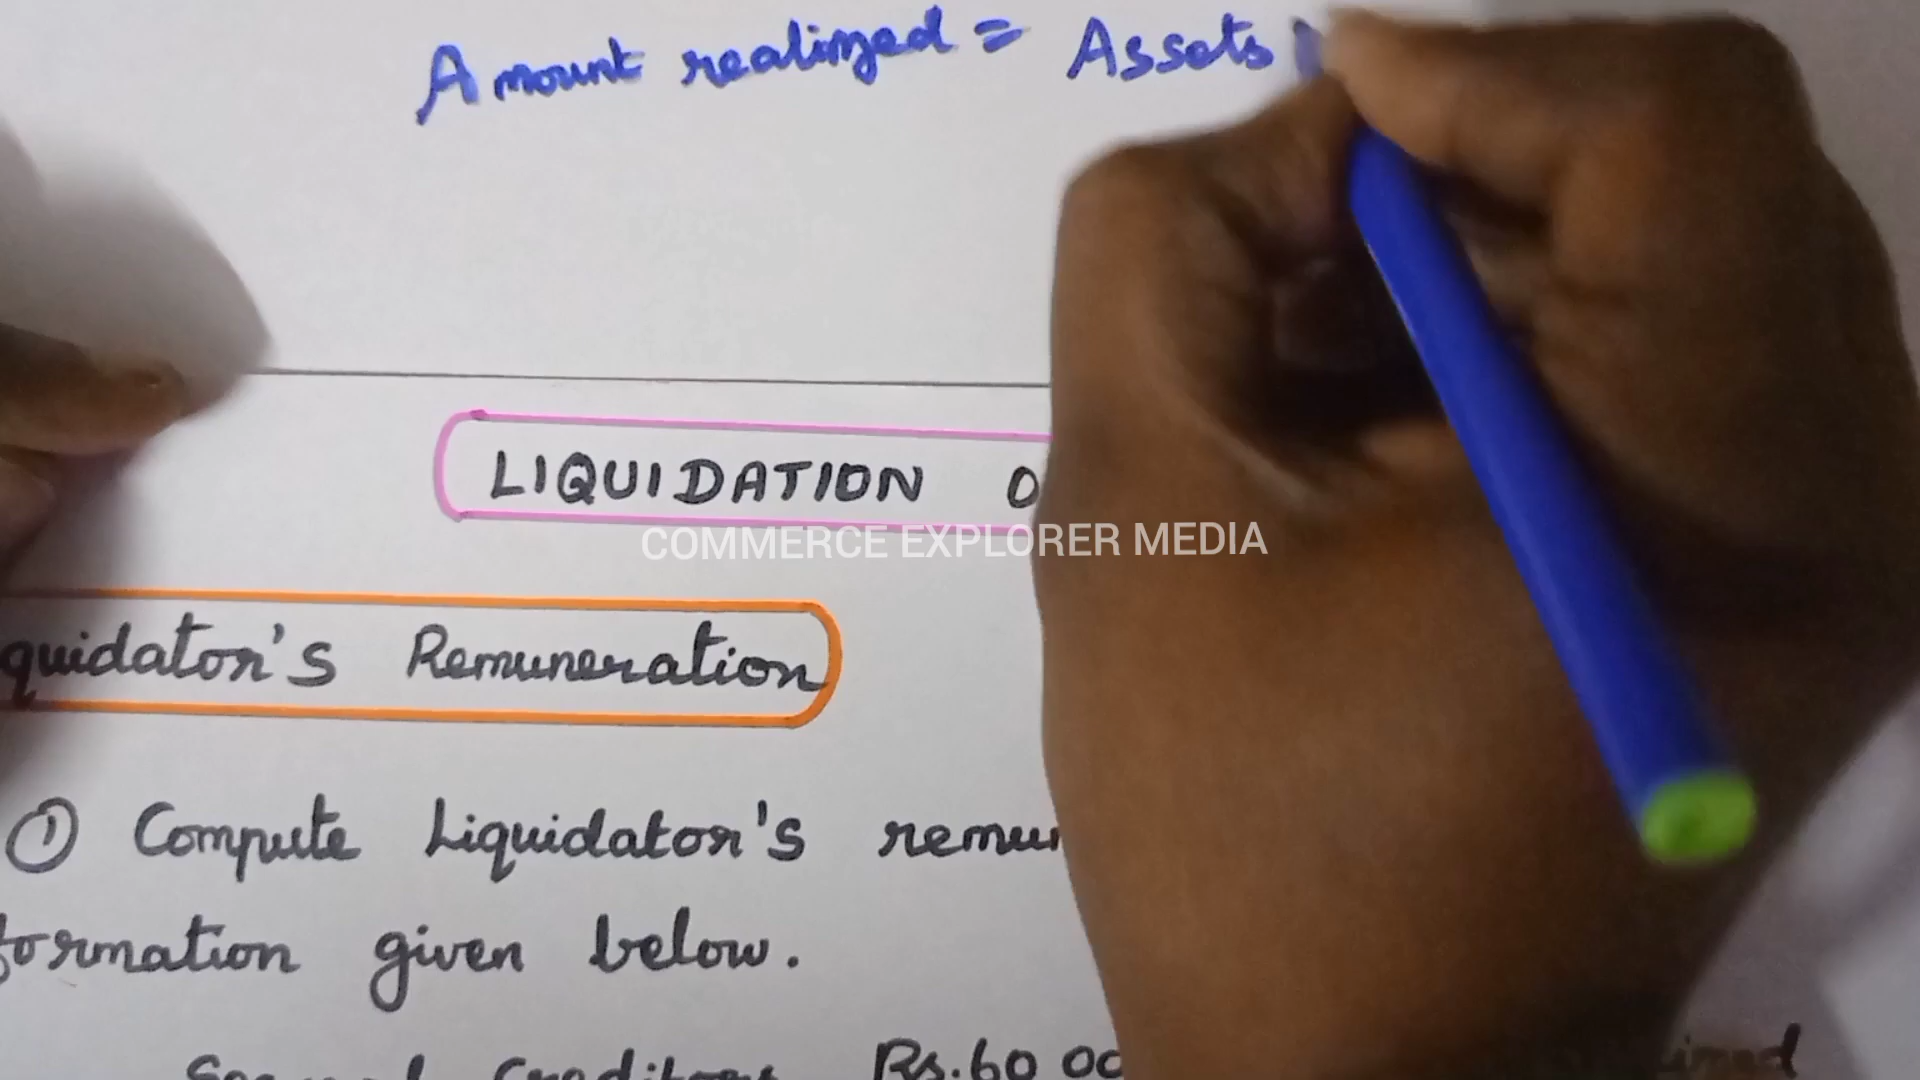 Amount realized = Assets
LIQUIDATION O
COMMERCE EXPLORER MEDIA
quidator's Remuneration
① Compute Liquidator's remun
formation given below.
Creditors Rs.60 00